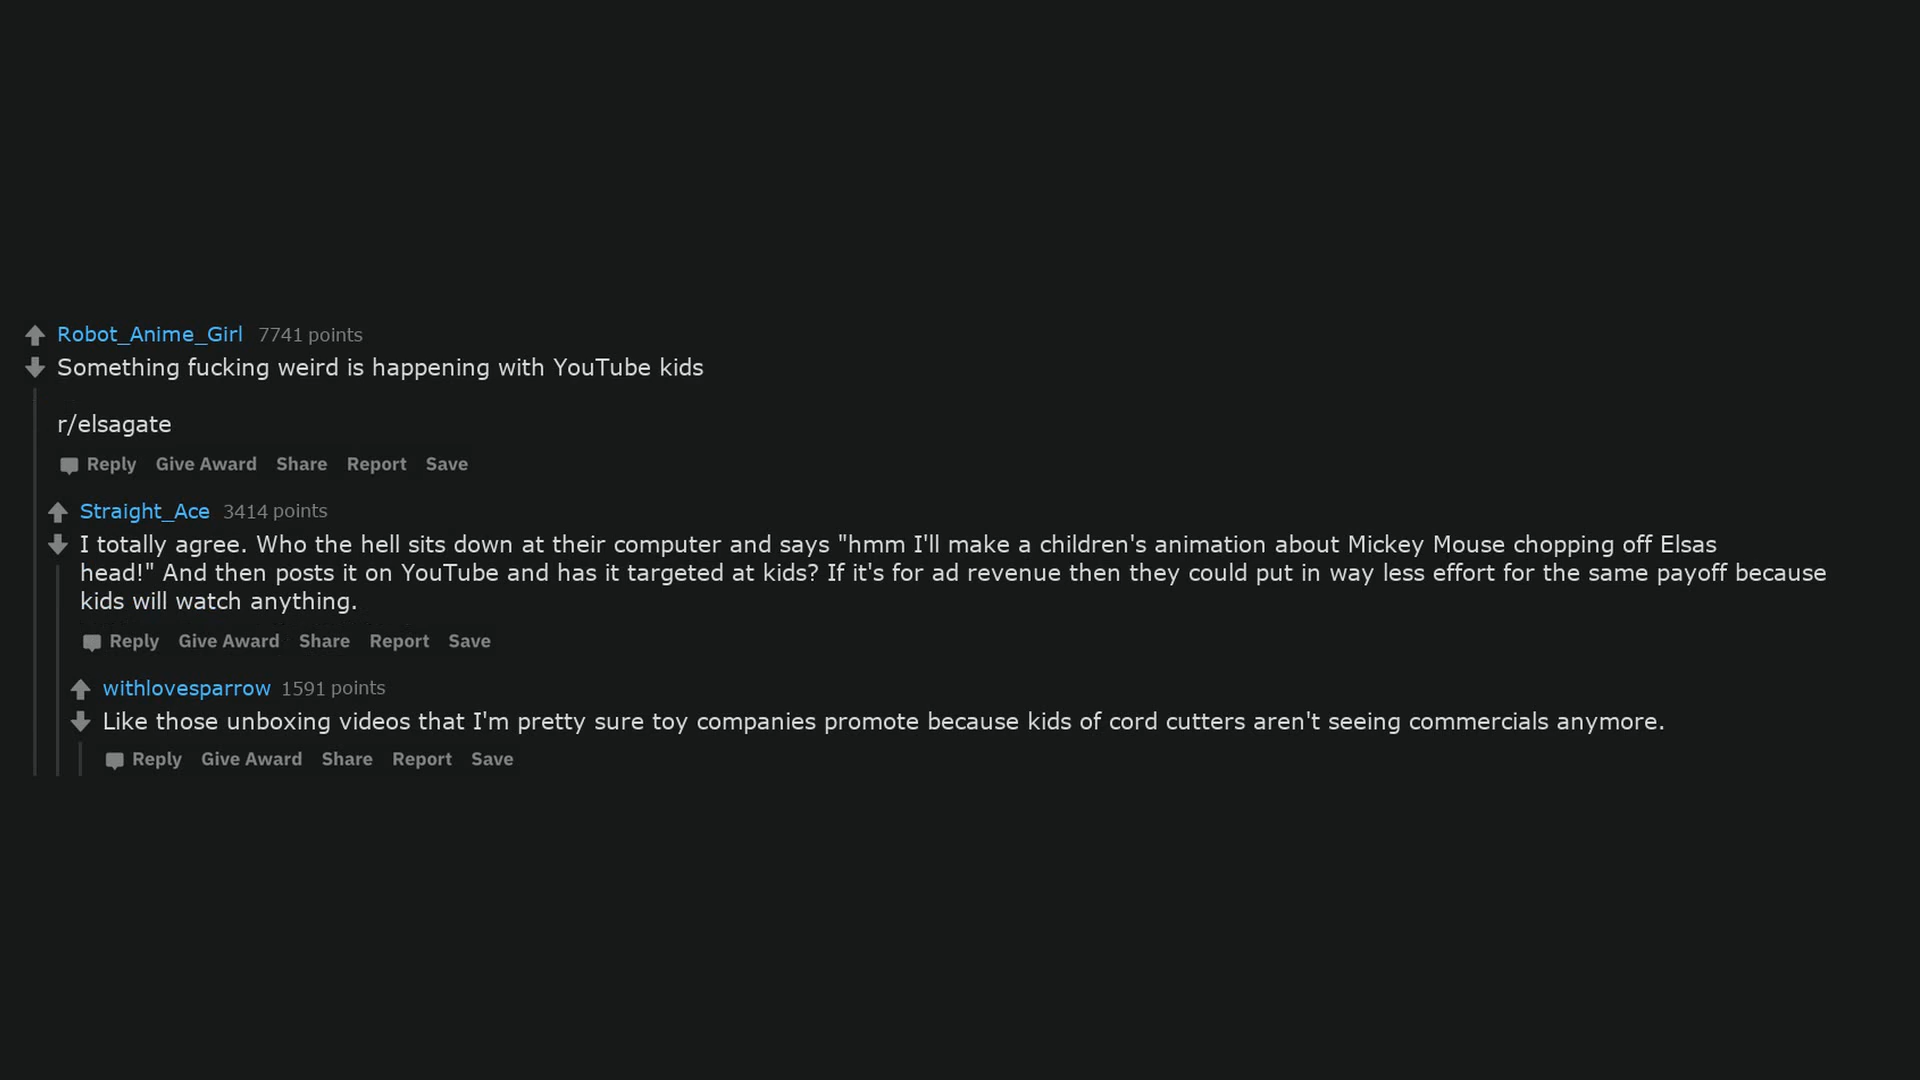 Robot_Anime_Girl 7741 points
Something fucking weird is happening with YouTube kids
r/elsagate
Reply Give Award Share Report Save
Straight_Ace 3414 points
I totally agree. Who the hell sits down at their computer and says "hmm I'll make a children's animation about Mickey Mouse chopping off Elsas
head!" And then posts it on YouTube and has it targeted at kids? If it's for ad revenue then they could put in way less effort for the same payoff because
kids will watch anything.
Reply Give Award Share Report Save
withlovesparrow 1591 points
Like those unboxing videos that I'm pretty sure toy companies promote because kids of cord cutters aren't seeing commercials anymore.
Reply Give Award Share Report Save